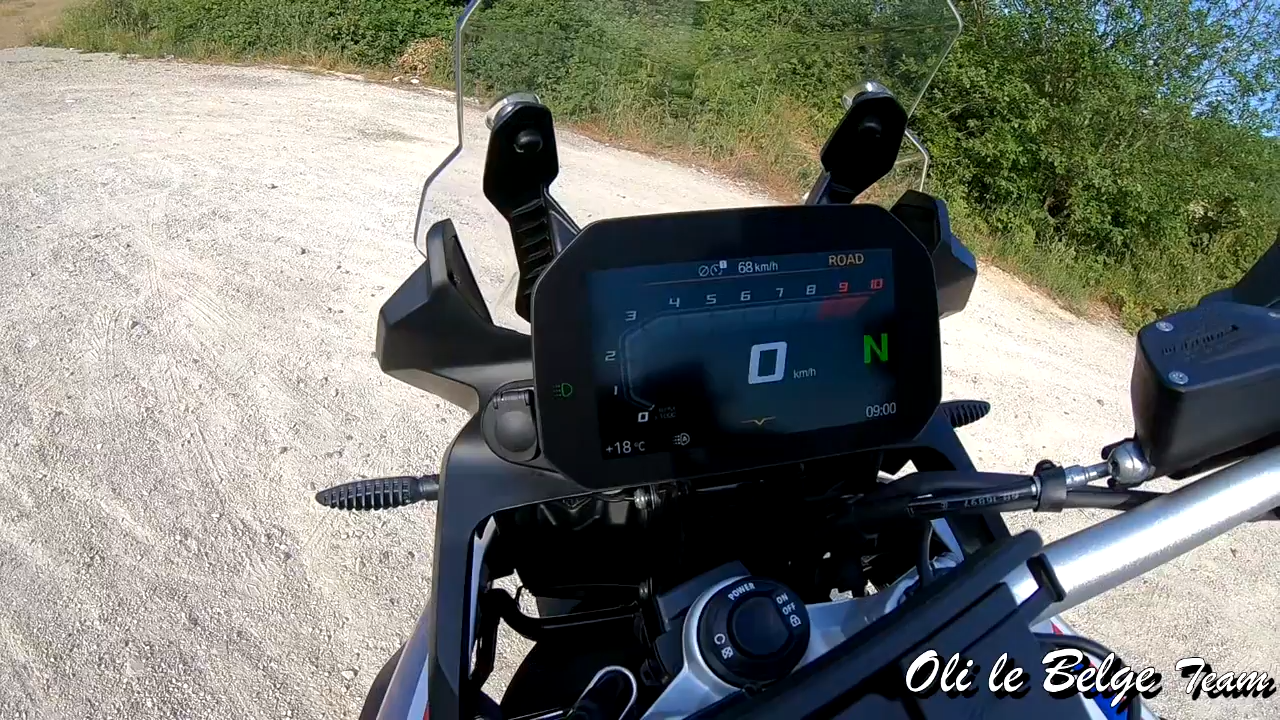 68 km/h
ROAD
4 5 6 7 8 9 10
3
2
1
0
0 km/h
N
09:00
+18 °C
POWER
ON
OFF
Oli le Belge Team